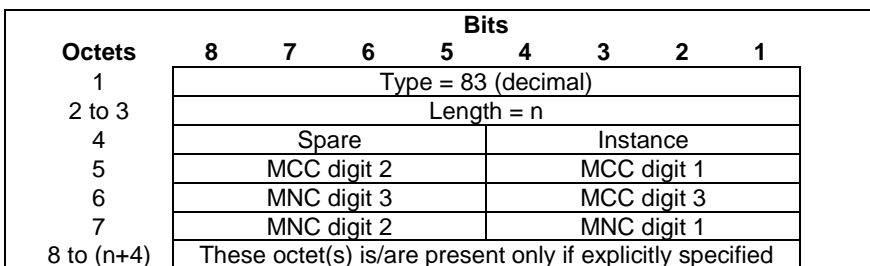 Bits
Octets 8 7 6 5 4 3 2 1
1 Type = 83 (decimal)
2 to 3 Length = n
4 Spare Instance
5 MCC digit 2 MCC digit 1
6 MNC digit 3 MCC digit 3
7 MNC digit 2 MNC digit 1
8 to (n+4) These octet(s) is/are present only if explicitly specified